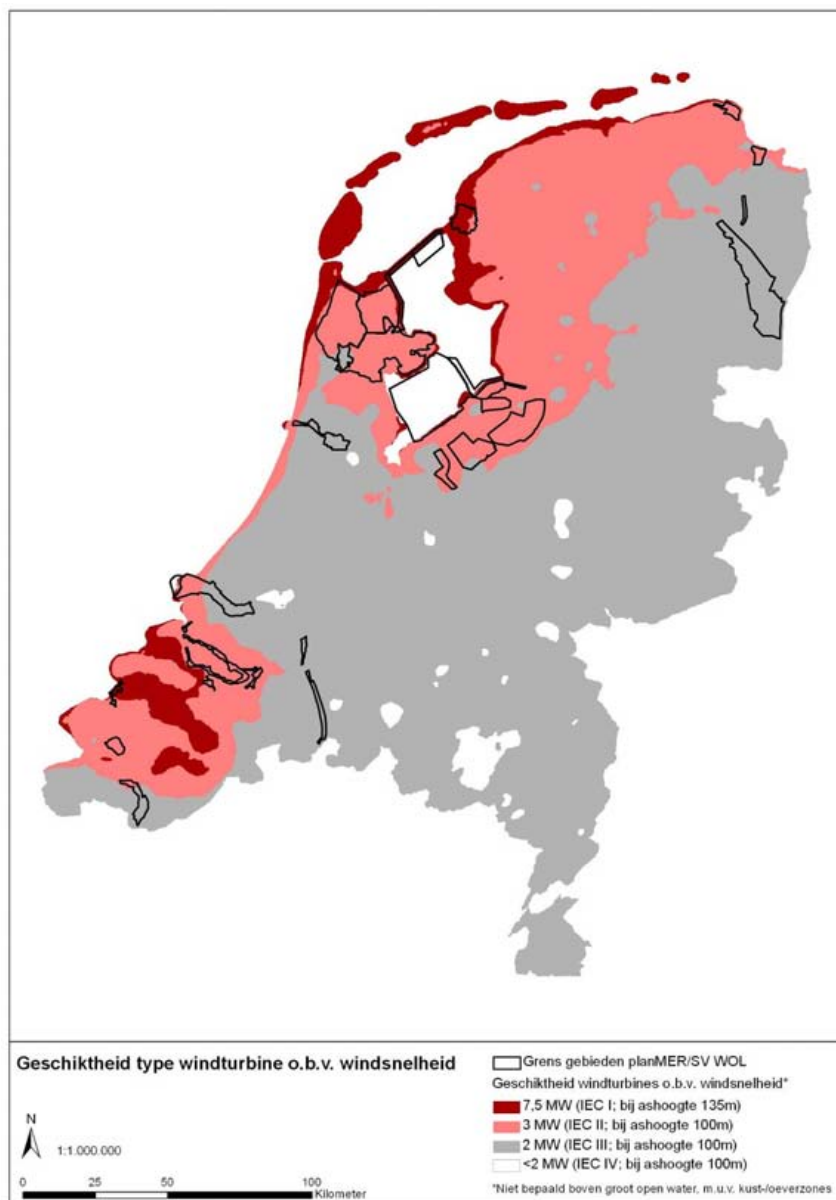 Geschiktheid type windturbine o.b.v. windsnelheid
N
1:1.000.000
0 25 50 100
Kilometer
Grens gebieden planMER/SV WOL
Geschiktheid windturbines o.b.v. windsnelheid*
7,5 MW (IEC I; bij ashoogte 135m)
3 MW (IEC II; bij ashoogte 100m)
2 MW (IEC III; bij ashoogte 100m)
<2 MW (IEC IV; bij ashoogte 100m)
*Niet bepaald boven groot open water, m.u.v. kust-/oeverzones